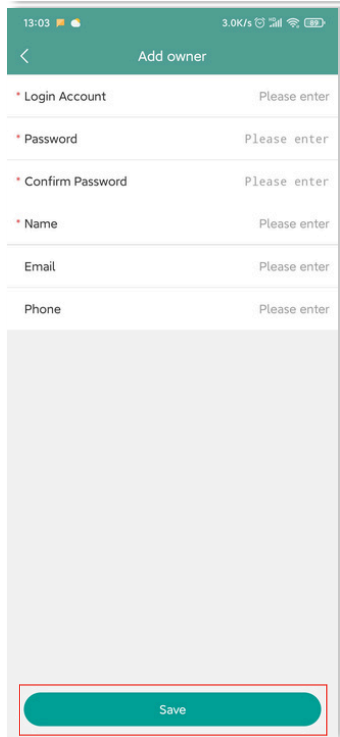 13:03 3.0K/s 89
Add owner
* Login Account Please enter
* Password Please enter
* Confirm Password Please enter
* Name Please enter
Email Please enter
Phone Please enter
Save